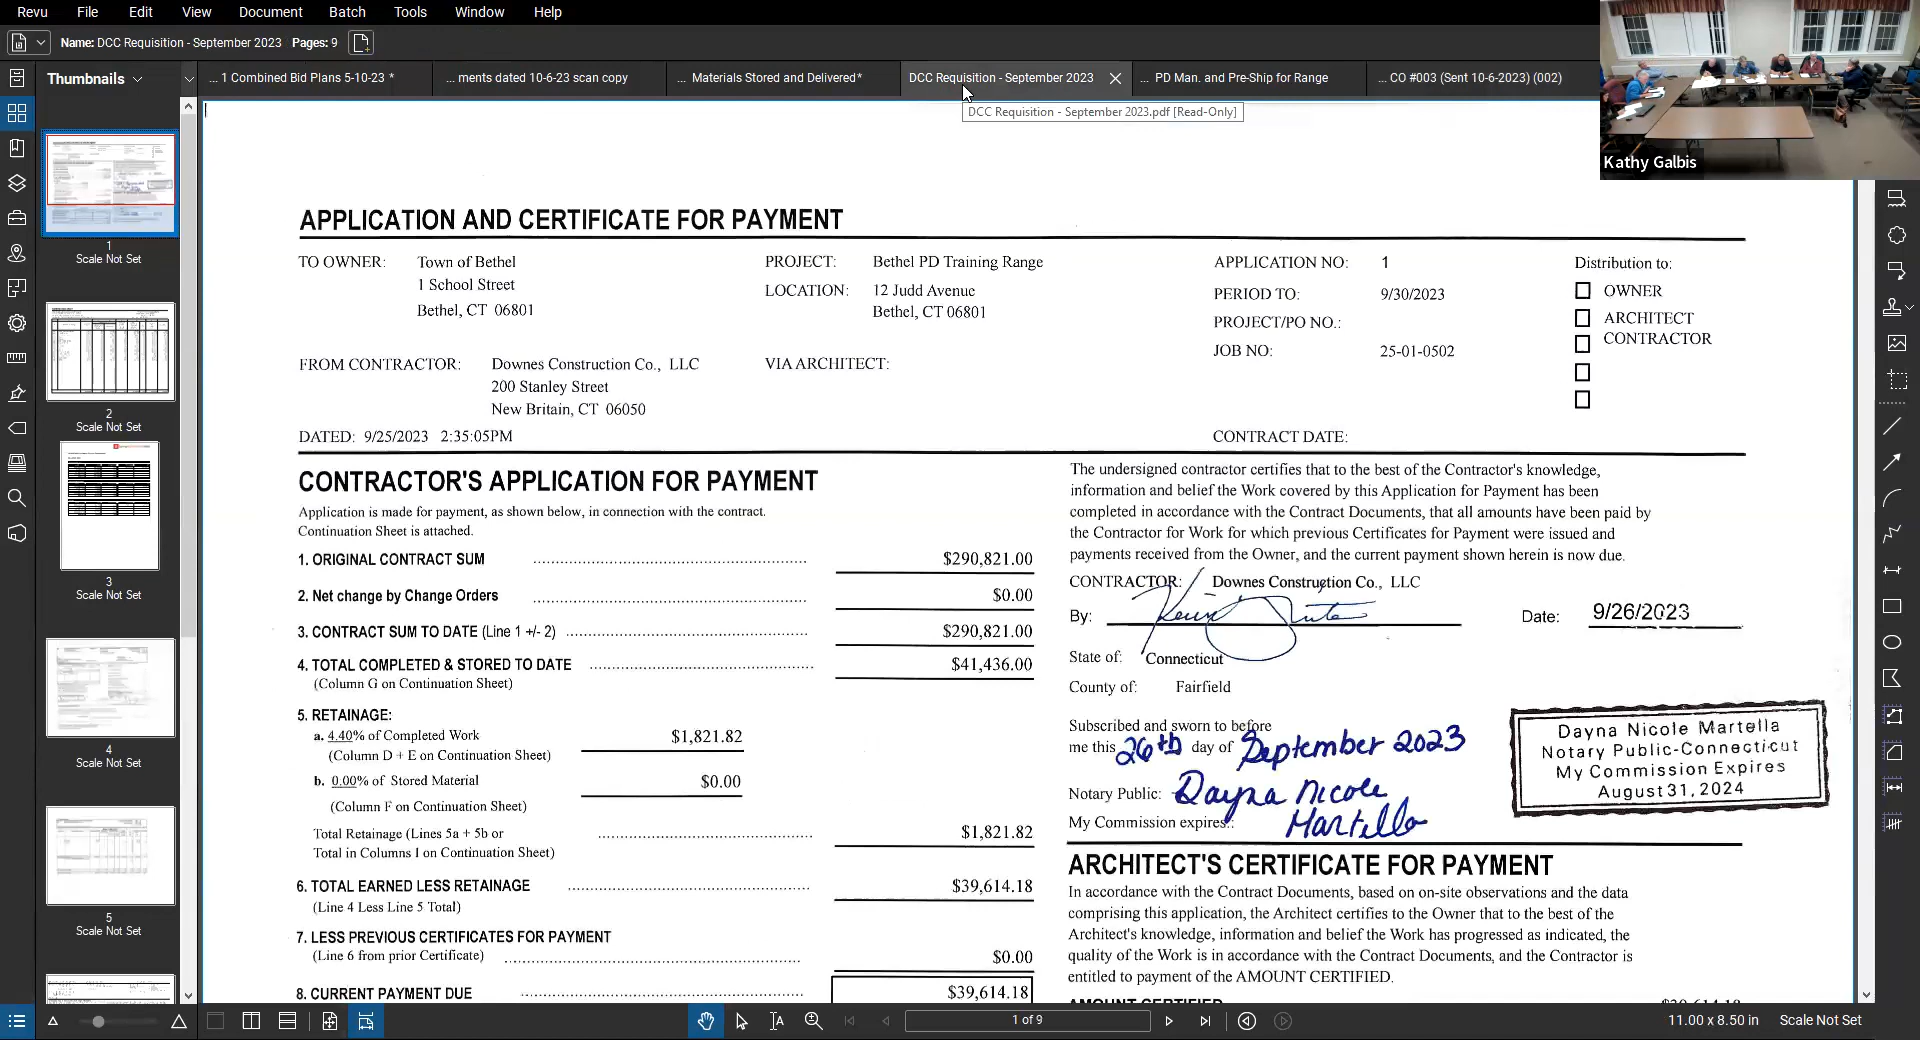 Revu File Edit View Document Batch Tools Window Help
Name: DCC Requisition - September 2023 Pages: 9
Thumbnails
... 1 Combined Bid Plans 5-10-23 *
... ments dated 10-6-23 scan copy
... Materials Stored and Delivered*
DCC Requisition - September 2023
... PD Man. and Pre-Ship for Range
... CO #003 (Sent 10-6-2023) (002)
DCC Requisition - September 2023.pdf [Read-Only]
Kathy Galbis
1
Scale Not Set
2
Scale Not Set
3
Scale Not Set
4
Scale Not Set
5
Scale Not Set
APPLICATION AND CERTIFICATE FOR PAYMENT
TO OWNER: Town of Bethel
1 School Street
Bethel, CT 06801
PROJECT: Bethel PD Training Range
LOCATION: 12 Judd Avenue
Bethel, CT 06801
APPLICATION NO: 1
PERIOD TO: 9/30/2023
PROJECT/PO NO.:
JOB NO: 25-01-0502
Distribution to:
OWNER
ARCHITECT
CONTRACTOR
FROM CONTRACTOR: Downes Construction Co., LLC
200 Stanley Street
New Britain, CT 06050
VIA ARCHITECT:
DATED: 9/25/2023 2:35:05PM
CONTRACT DATE:
CONTRACTOR'S APPLICATION FOR PAYMENT
Application is made for payment, as shown below, in connection with the contract.
Continuation Sheet is attached.
1. ORIGINAL CONTRACT SUM $290,821.00
2. Net change by Change Orders $0.00
3. CONTRACT SUM TO DATE (Line 1 +/- 2) $290,821.00
4. TOTAL COMPLETED & STORED TO DATE $41,436.00
(Column G on Continuation Sheet)
5. RETAINAGE:
a. 4.40% of Completed Work $1,821.82
(Column D + E on Continuation Sheet)
b. 0.00% of Stored Material $0.00
(Column F on Continuation Sheet)
Total Retainage (Lines 5a + 5b or $1,821.82
Total in Columns I on Continuation Sheet)
6. TOTAL EARNED LESS RETAINAGE $39,614.18
(Line 4 Less Line 5 Total)
7. LESS PREVIOUS CERTIFICATES FOR PAYMENT
(Line 6 from prior Certificate) $0.00
8. CURRENT PAYMENT DUE $39,614.18
The undersigned contractor certifies that to the best of the Contractor's knowledge,
information and belief the Work covered by this Application for Payment has been
completed in accordance with the Contract Documents, that all amounts have been paid by
the Contractor for Work for which previous Certificates for Payment were issued and
payments received from the Owner, and the current payment shown herein is now due.
CONTRACTOR: Downes Construction Co., LLC
By: Date: 9/26/2023
State of: Connecticut
County of: Fairfield
Subscribed and sworn to before
me this 26th day of September 2023
Notary Public: Dayna Nicole
My Commission expires: Martella
Dayna Nicole Martella
Notary Public-Connecticut
My Commission Expires
August 31, 2024
ARCHITECT'S CERTIFICATE FOR PAYMENT
In accordance with the Contract Documents, based on on-site observations and the data
comprising this application, the Architect certifies to the Owner that to the best of the
Architect's knowledge, information and belief the Work has progressed as indicated, the
quality of the Work is in accordance with the Contract Documents, and the Contractor is
entitled to payment of the AMOUNT CERTIFIED.
AMOUNT CERTIFIED $39,614.18
1 of 9
11.00 x 8.50 in Scale Not Set